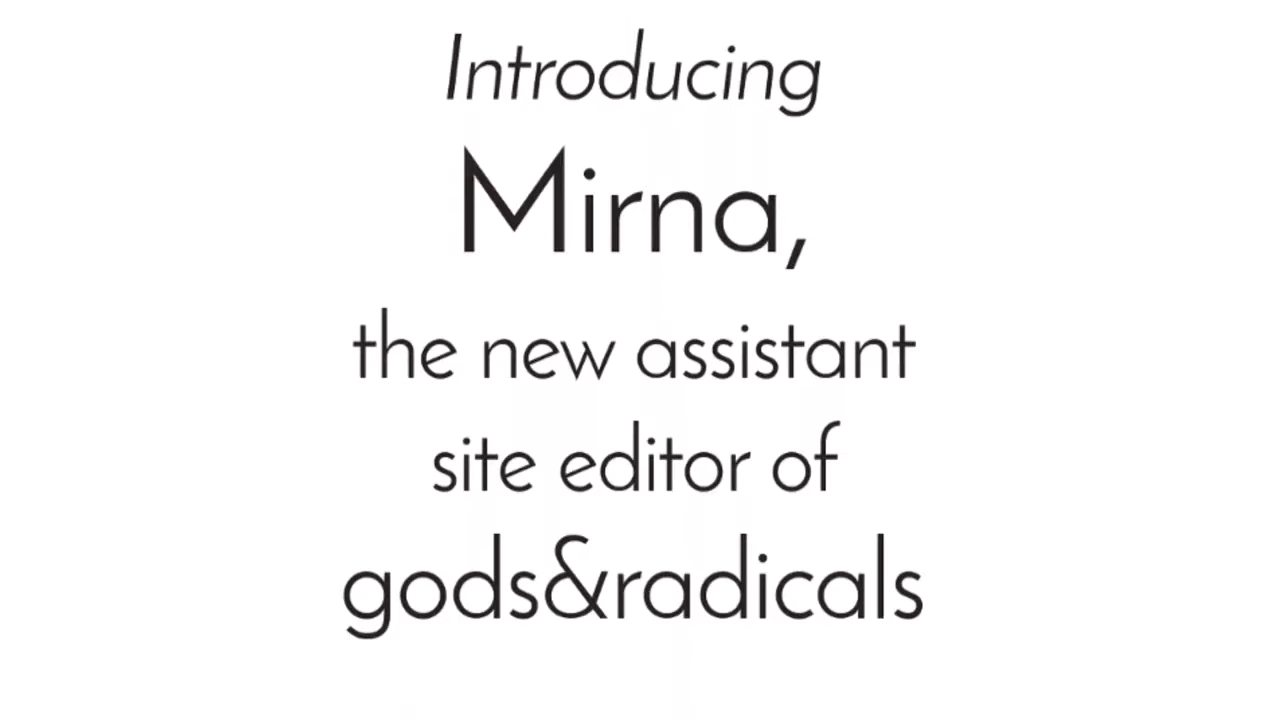 Introducing
Mirna,
the new assistant
site editor of
gods&radicals